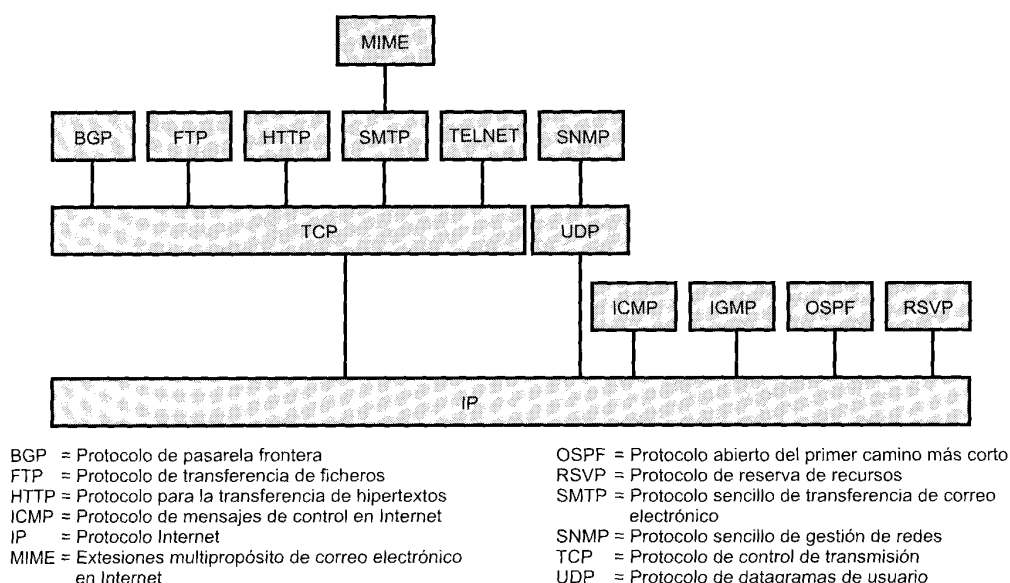 MIME
BGP FTP HTTP SMTP TELNET SNMP
TCP UDP
ICMP IGMP OSPF RSVP
IP
BGP = Protocolo de pasarela frontera
FTP = Protocolo de transferencia de ficheros
HTTP = Protocolo para la transferencia de hipertextos
ICMP = Protocolo de mensajes de control en Internet
IP = Protocolo Internet
MIME = Extesiones multipropósito de correo electrónico
en Internet
OSPF = Protocolo abierto del primer camino más corto
RSVP = Protocolo de reserva de recursos
SMTP = Protocolo sencillo de transferencia de correo
electrónico
SNMP = Protocolo sencillo de gestión de redes
TCP = Protocolo de control de transmisión
UDP = Protocolo de datagramas de usuario